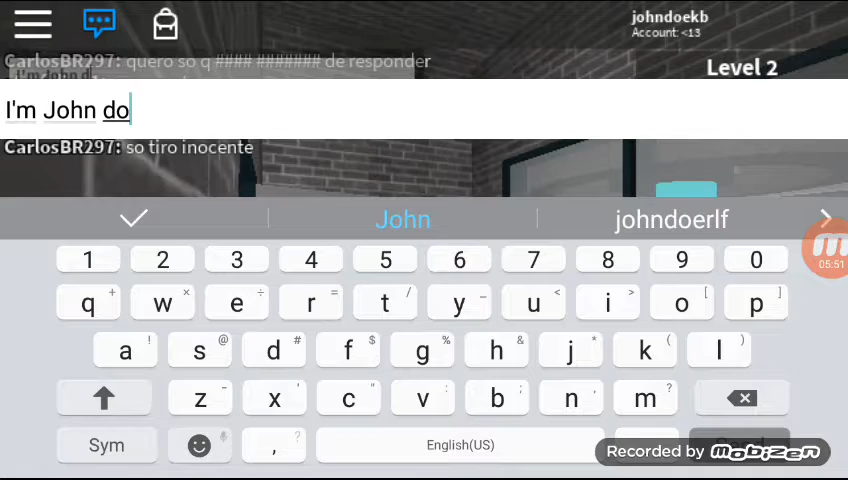 johndoekb
Account: <13
CarlosBR297: quero so q #### ####### de responder
i'm john d
Level 2
I'm John do
CarlosBR297: so tiro inocente
John johndoerlf
05:51
1 2 3 4 5 6 7 8 9 0
q + w × e ÷ r = t / y _ u < i > o [ p ]
a ! s @ d # f $ g % h & j * k ( l )
z - x ' c " v : b ; n , m ?
Sym , ? English(US)
Recorded by mobizen